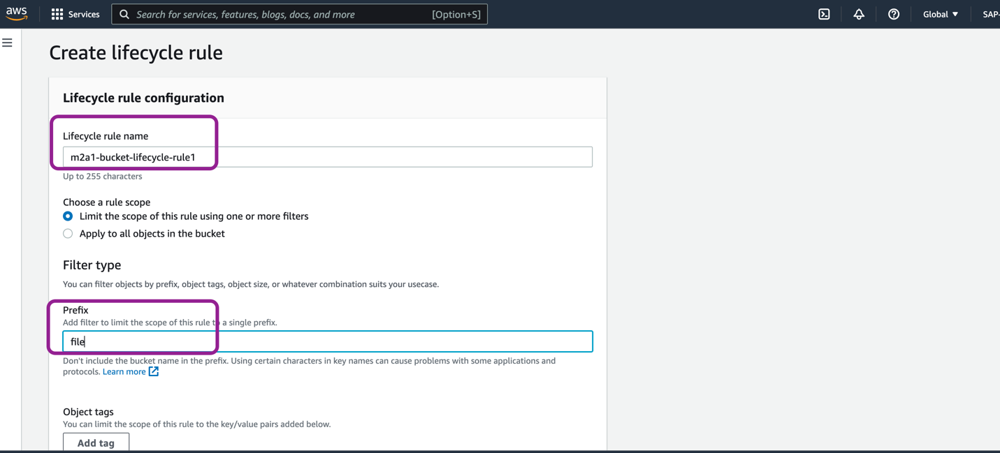 aws
Services
Search for services, features, blogs, docs, and more
[Option+S]
Global
SAP-
Create lifecycle rule
Lifecycle rule configuration
Lifecycle rule name
m2a1-bucket-lifecycle-rule1
Up to 255 characters
Choose a rule scope
Limit the scope of this rule using one or more filters
Apply to all objects in the bucket
Filter type
You can filter objects by prefix, object tags, object size, or whatever combination suits your usecase.
Prefix
Add filter to limit the scope of this rule to a single prefix.
file
Don't include the bucket name in the prefix. Using certain characters in key names can cause problems with some applications and
protocols. Learn more
Object tags
You can limit the scope of this rule to the key/value pairs added below.
Add tag